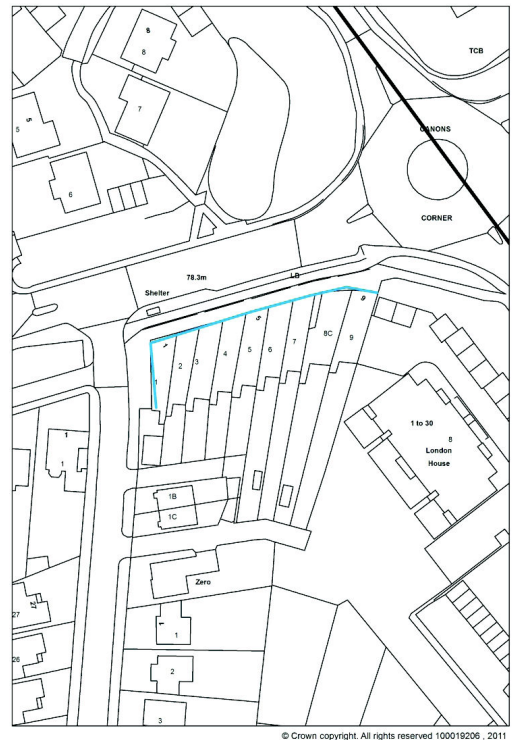 8
8
TCB
7
5
5
CANONS
6
CORNER
78.3m
LB
Shelter
9
5
1
8C
7
9
6
5
4
3
2
1
1 to 30
8
1
London
House
1
1B
1C
Zero
27
27
1
1
26
2
3
© Crown copyright. All rights reserved 100019206 , 2011